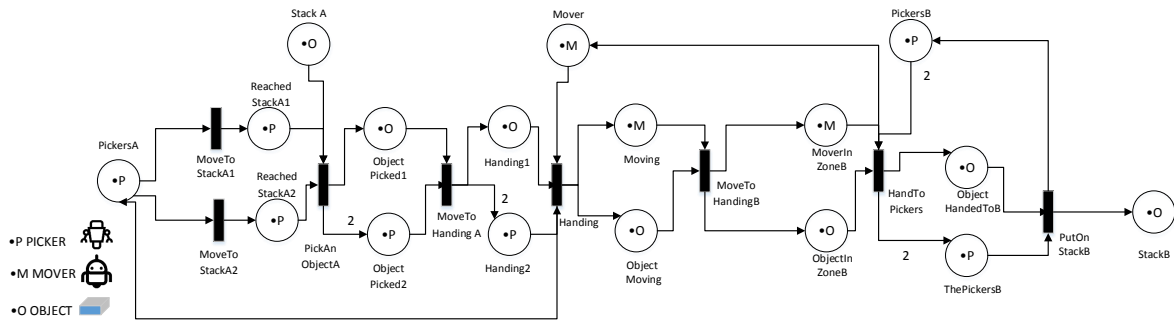 Stack A
•O
Mover
•M
PickersB
•P
2
Reached
StackA1
•P
MoveTo
StackA1
PickersA
•P
Reached
StackA2
•P
MoveTo
StackA2
PickAn
ObjectA
2
•O
Object
Picked1
•P
Object
Picked2
MoveTo
Handing A
•O
Handing1
2
•P
Handing2
Handing
•M
Moving
•O
Object
Moving
MoveTo
HandingB
•M
MoverIn
ZoneB
•O
ObjectIn
ZoneB
HandTo
Pickers
2
•O
Object
HandedToB
•P
ThePickersB
PutOn
StackB
•O
StackB
•P PICKER
•M MOVER
•O OBJECT